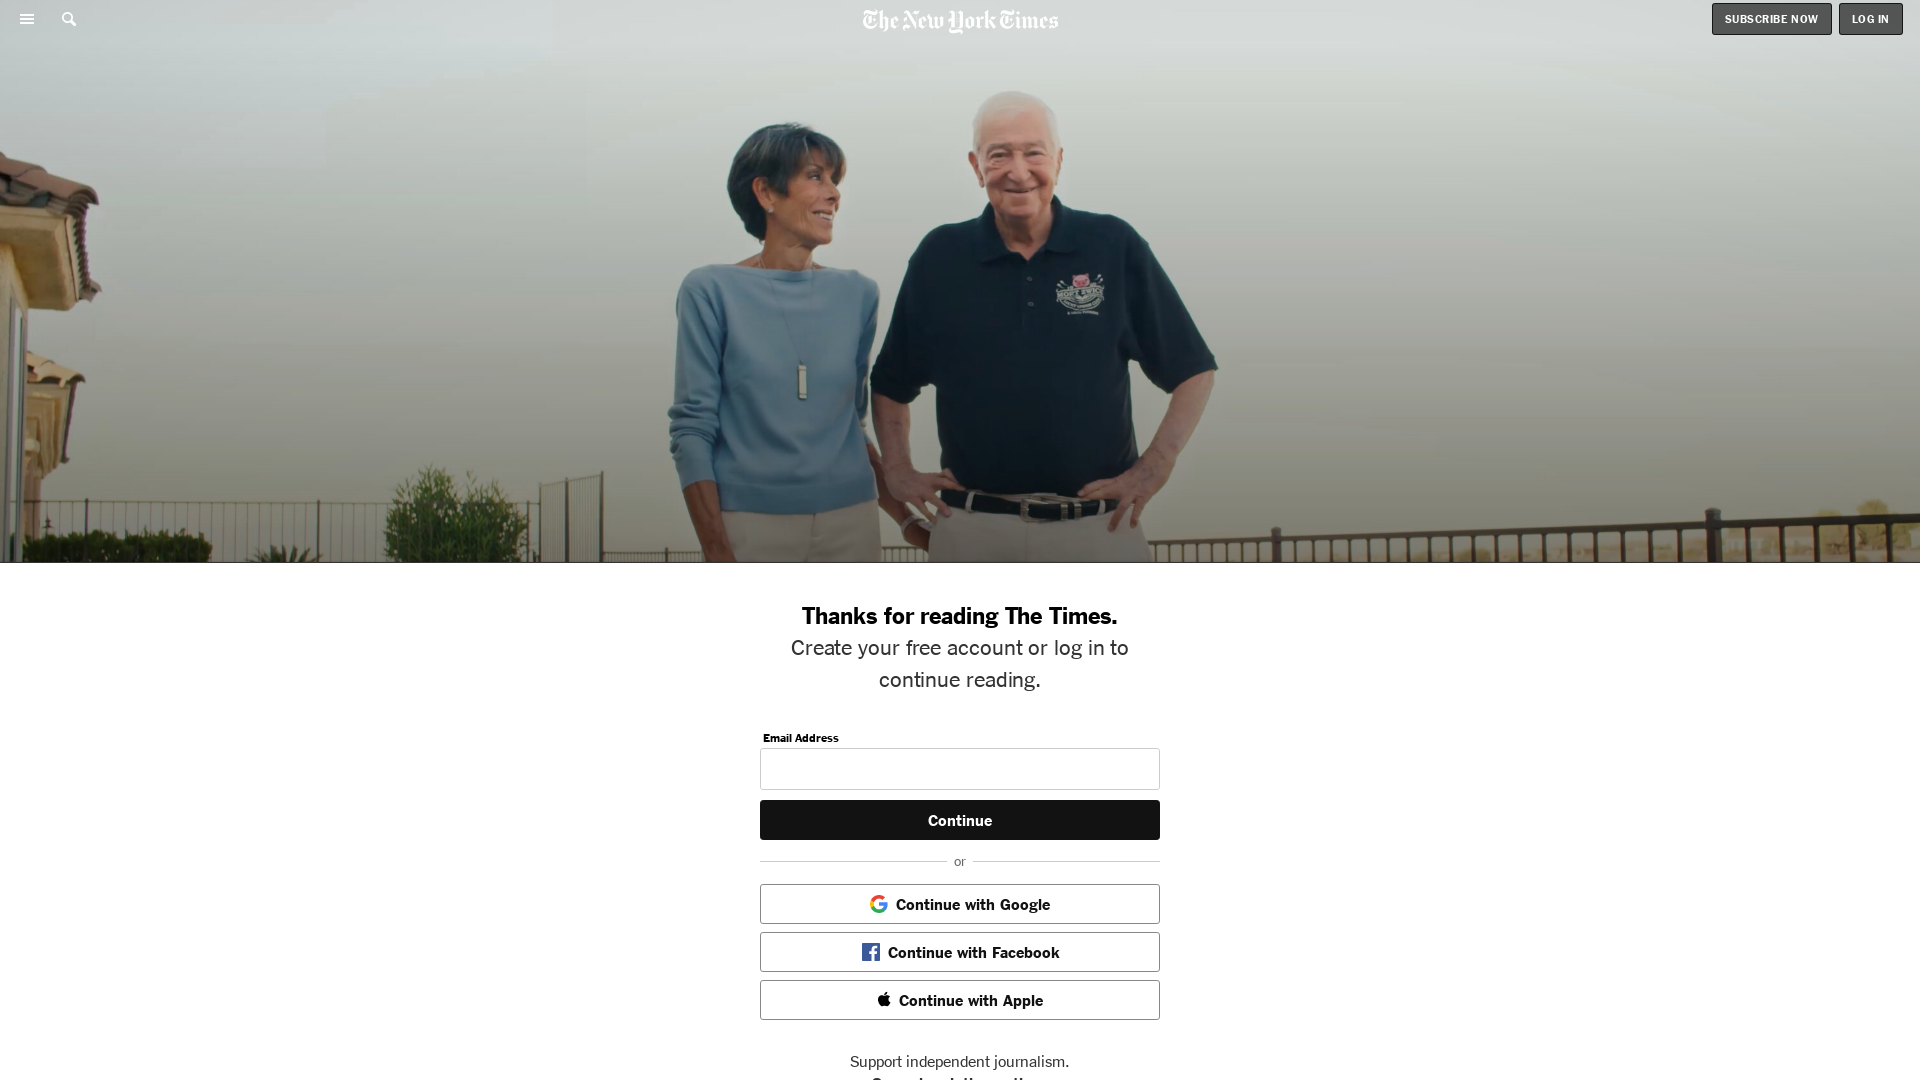 The New York Times
SUBSCRIBE NOW
LOG IN
Thanks for reading The Times.
Create your free account or log in to
continue reading.
Email Address
Continue
or
Continue with Google
Continue with Facebook
Continue with Apple
Support independent journalism.